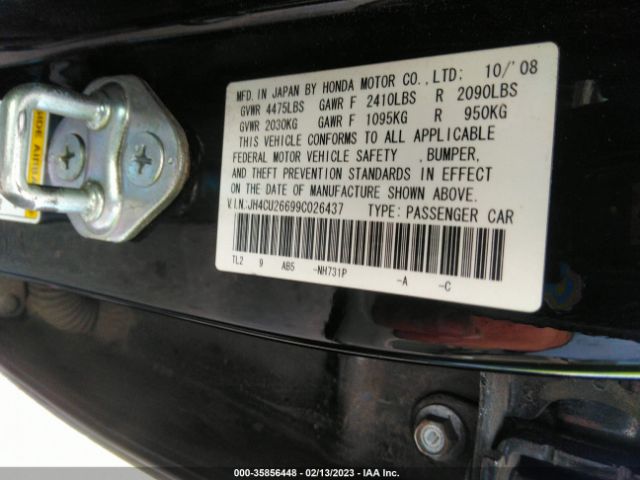 MFD. IN JAPAN BY HONDA MOTOR CO., LTD: 10/'08
GVWR 4475LBS GAWR F 2410LBS R 2090LBS
GVWR 2030KG GAWR F 1095KG R 950KG
THIS VEHICLE CONFORMS TO ALL APPLICABLE
FEDERAL MOTOR VEHICLE SAFETY , BUMPER,
AND THEFT PREVENTION STANDARDS IN EFFECT
ON THE DATE OF MANUFACTURE SHOWN ABOVE.
V.I.N.:JH4CU26699C026437 TYPE: PASSENGER CAR
TL2 9 AB5 -NH731P -A -C
000-35856448 - 02/13/2023 - IAA Inc.